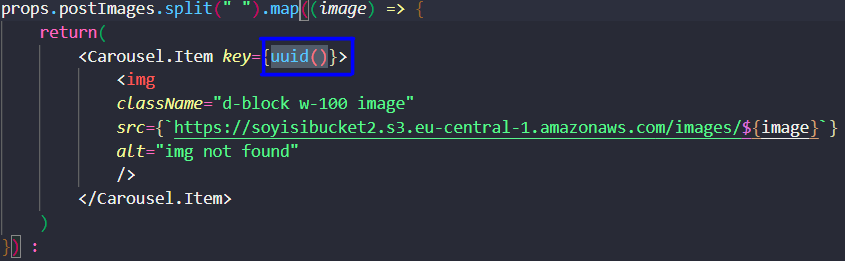 props.postImages.split(" ").map((image) => {
return(
<Carousel.Item key={uuid()}>
<img
className="d-block w-100 image"
src={`https://soyisibucket2.s3.eu-central-1.amazonaws.com/images/${image}`}
alt="img not found"
/>
</Carousel.Item>
)
}) :